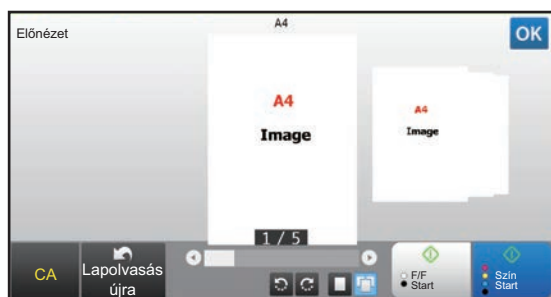 A4
Előnézet
OK
A4
Image
A4
Image
1 / 5
CA
Lapolvasás
újra
F/F
Start
Szín
Start